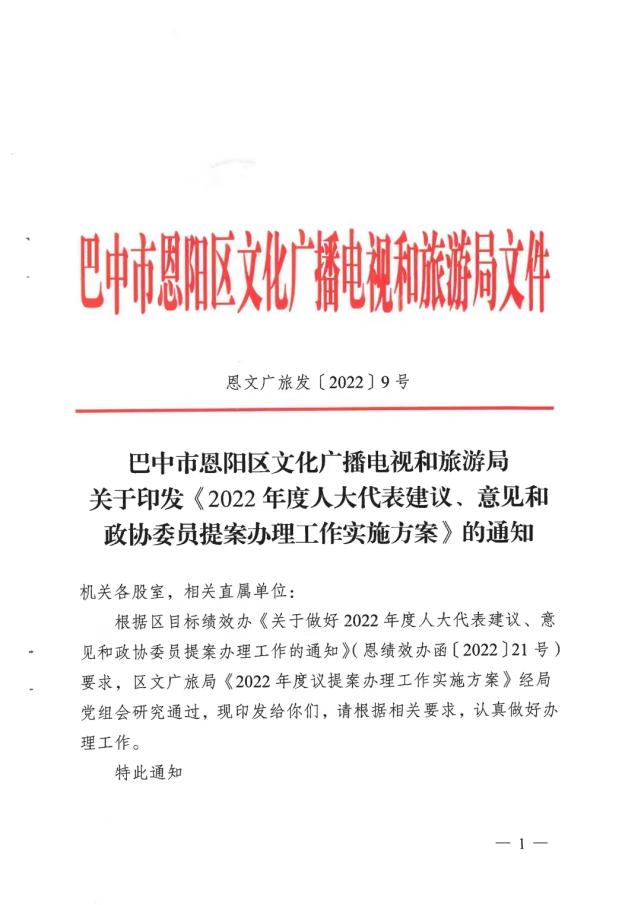 巴中市恩阳区文化广播电视和旅游局文件
恩文广旅发〔2022〕9号
巴中市恩阳区文化广播电视和旅游局
关于印发《2022年度人大代表建议、意见和
政协委员提案办理工作实施方案》的通知
机关各股室，相关直属单位：
根据区目标绩效办《关于做好2022年度人大代表建议、意
见和政协委员提案办理工作的通知》（恩绩效办函〔2022〕21号）
要求，区文广旅局《2022年度议提案办理工作实施方案》经局
党组会研究通过，现印发给你们，请根据相关要求，认真做好办
理工作。
特此通知
— 1 —